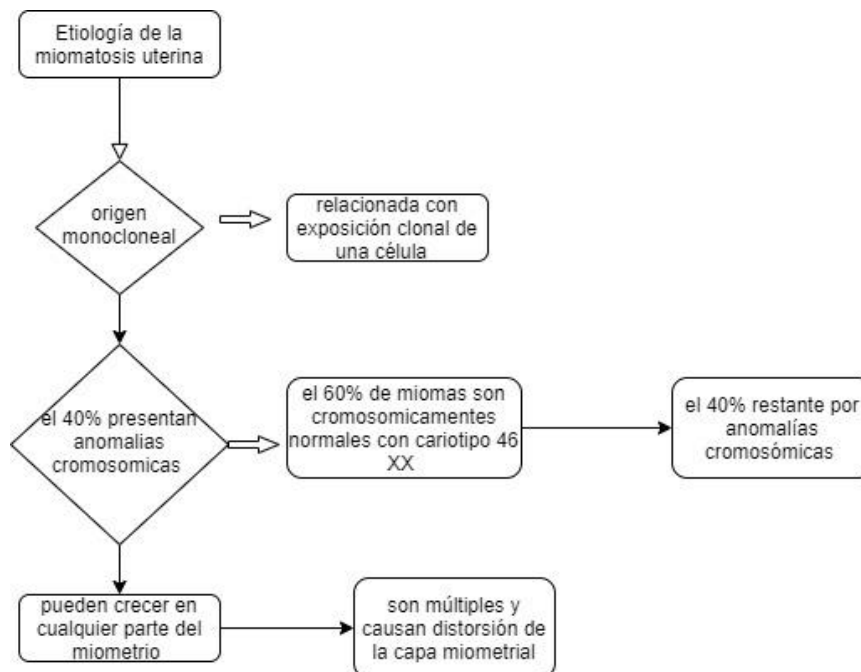 Etiología de la
miomatosis uterina
origen
monocloneal
relacionada con
exposición clonal de
una célula
el 40% presentan
anomalias
cromosomicas
el 60% de miomas son
cromosomicamentes
normales con cariotipo 46
XX
el 40% restante por
anomalías
cromosómicas
pueden crecer en
cualquier parte del
miometrio
son múltiples y
causan distorsión de
la capa miometrial